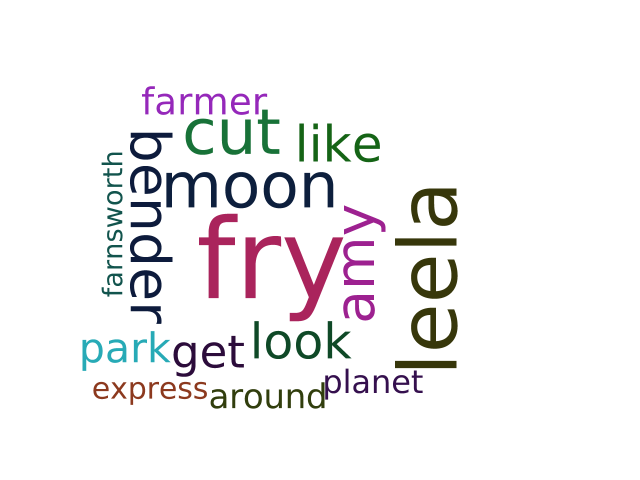 farmer
cut
like
bender
farnsworth
moon
fry
amy
leela
look
park
get
planet
express
around